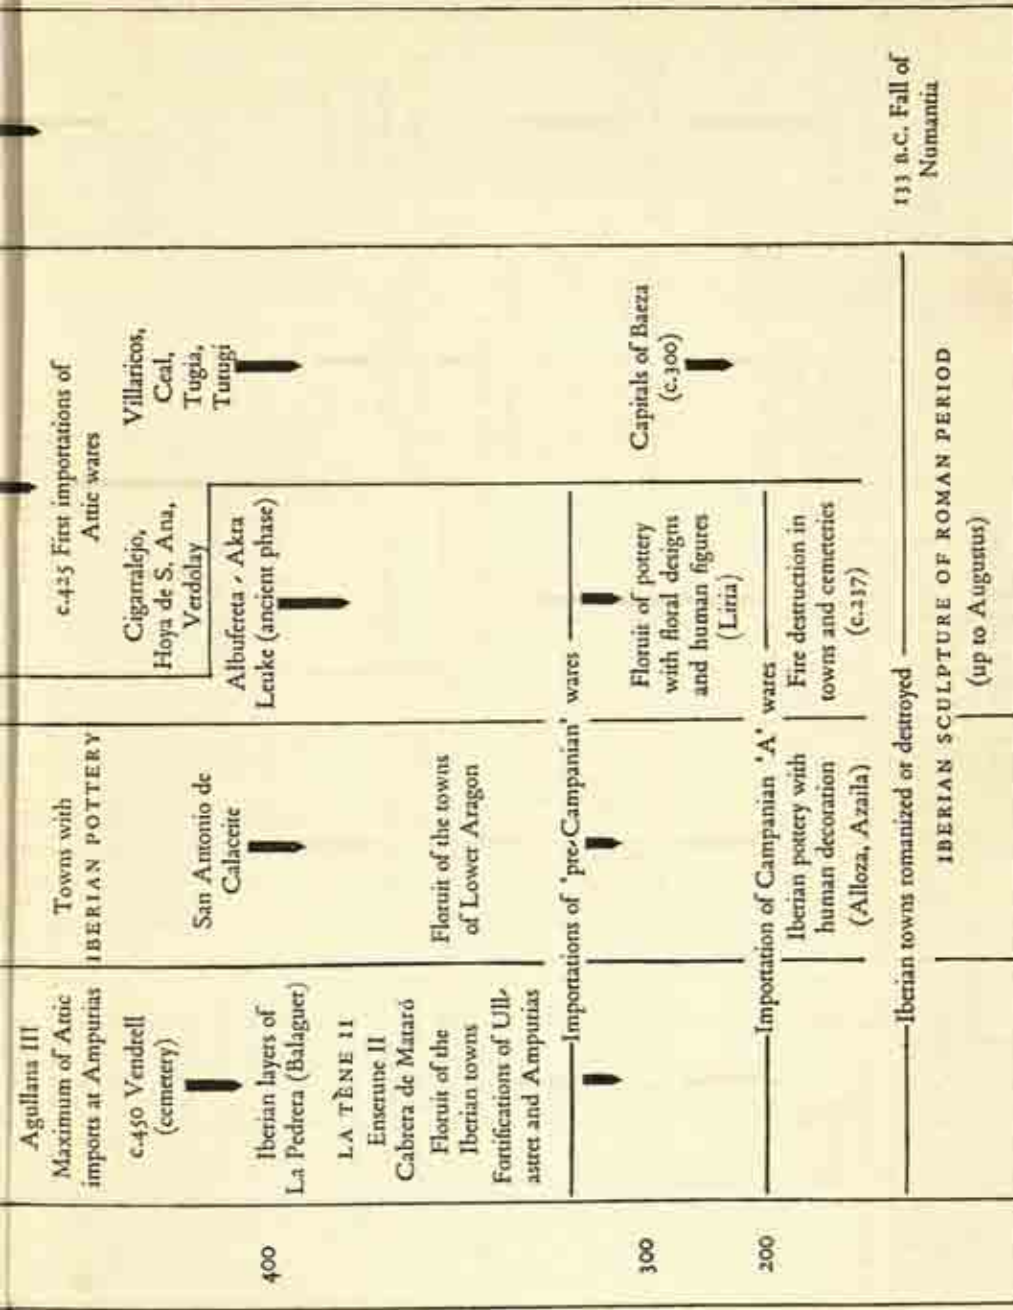 400
300
200
Agullana III
Maximum of Attic
imports at Ampurias
c.450 Vendrell
(cemetery)
Iberian layers of
La Pedrera (Balaguer)
LA TÈNE II
Enserune II
Cabrera de Mataró
Floruit of the
Iberian towns
Fortifications of Ull-
astret and Ampurias
Towns with
IBERIAN POTTERY
San Antonio de
Calaceite
Floruit of the towns
of Lower Aragon
c.425 First importations of
Attic wares
Cigarralejo,
Hoya de S. Ana,
Verdolay
Villaricos,
Ceal,
Tugia,
Tutugi
Albufereta - Akra
Leuke (ancient phase)
Importations of 'pre-Campanian' wares
Floruit of pottery
with floral designs
and human figures
(Liria)
Capitals of Baeza
(c.300)
Importation of Campanian 'A' wares
Iberian pottery with
human decoration
(Alloza, Azaila)
Fire destruction in
towns and cemeteries
(c.237)
Iberian towns romanized or destroyed
133 B.C. Fall of
Numantia
IBERIAN SCULPTURE OF ROMAN PERIOD
(up to Augustus)